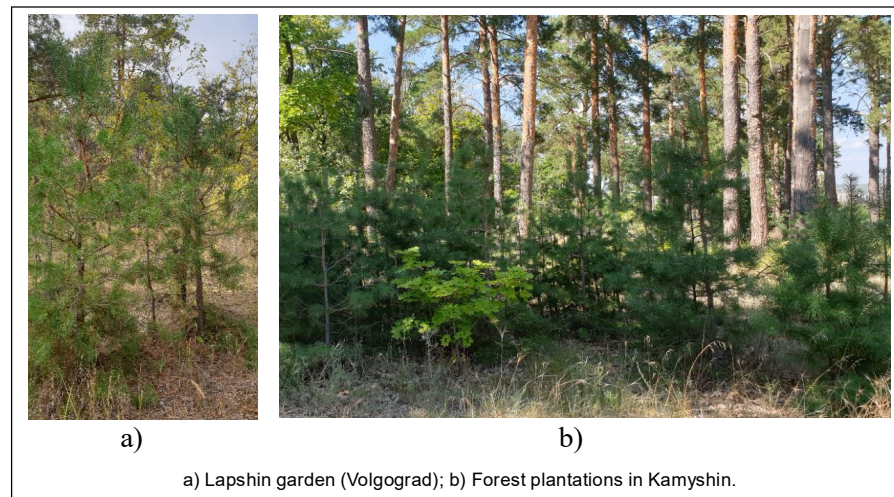 a)
b)
a) Lapshin garden (Volgograd); b) Forest plantations in Kamyshin.